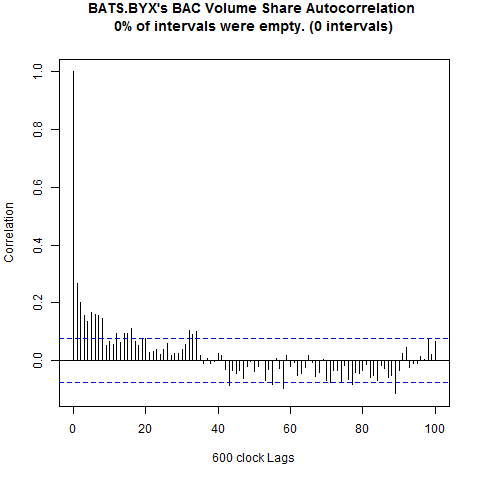 BATS.BYX's BAC Volume Share Autocorrelation
0% of intervals were empty. (0 intervals)
1.0
0.8
0.6
0.4
0.2
0.0
Correlation
0 20 40 60 80 100
600 clock Lags